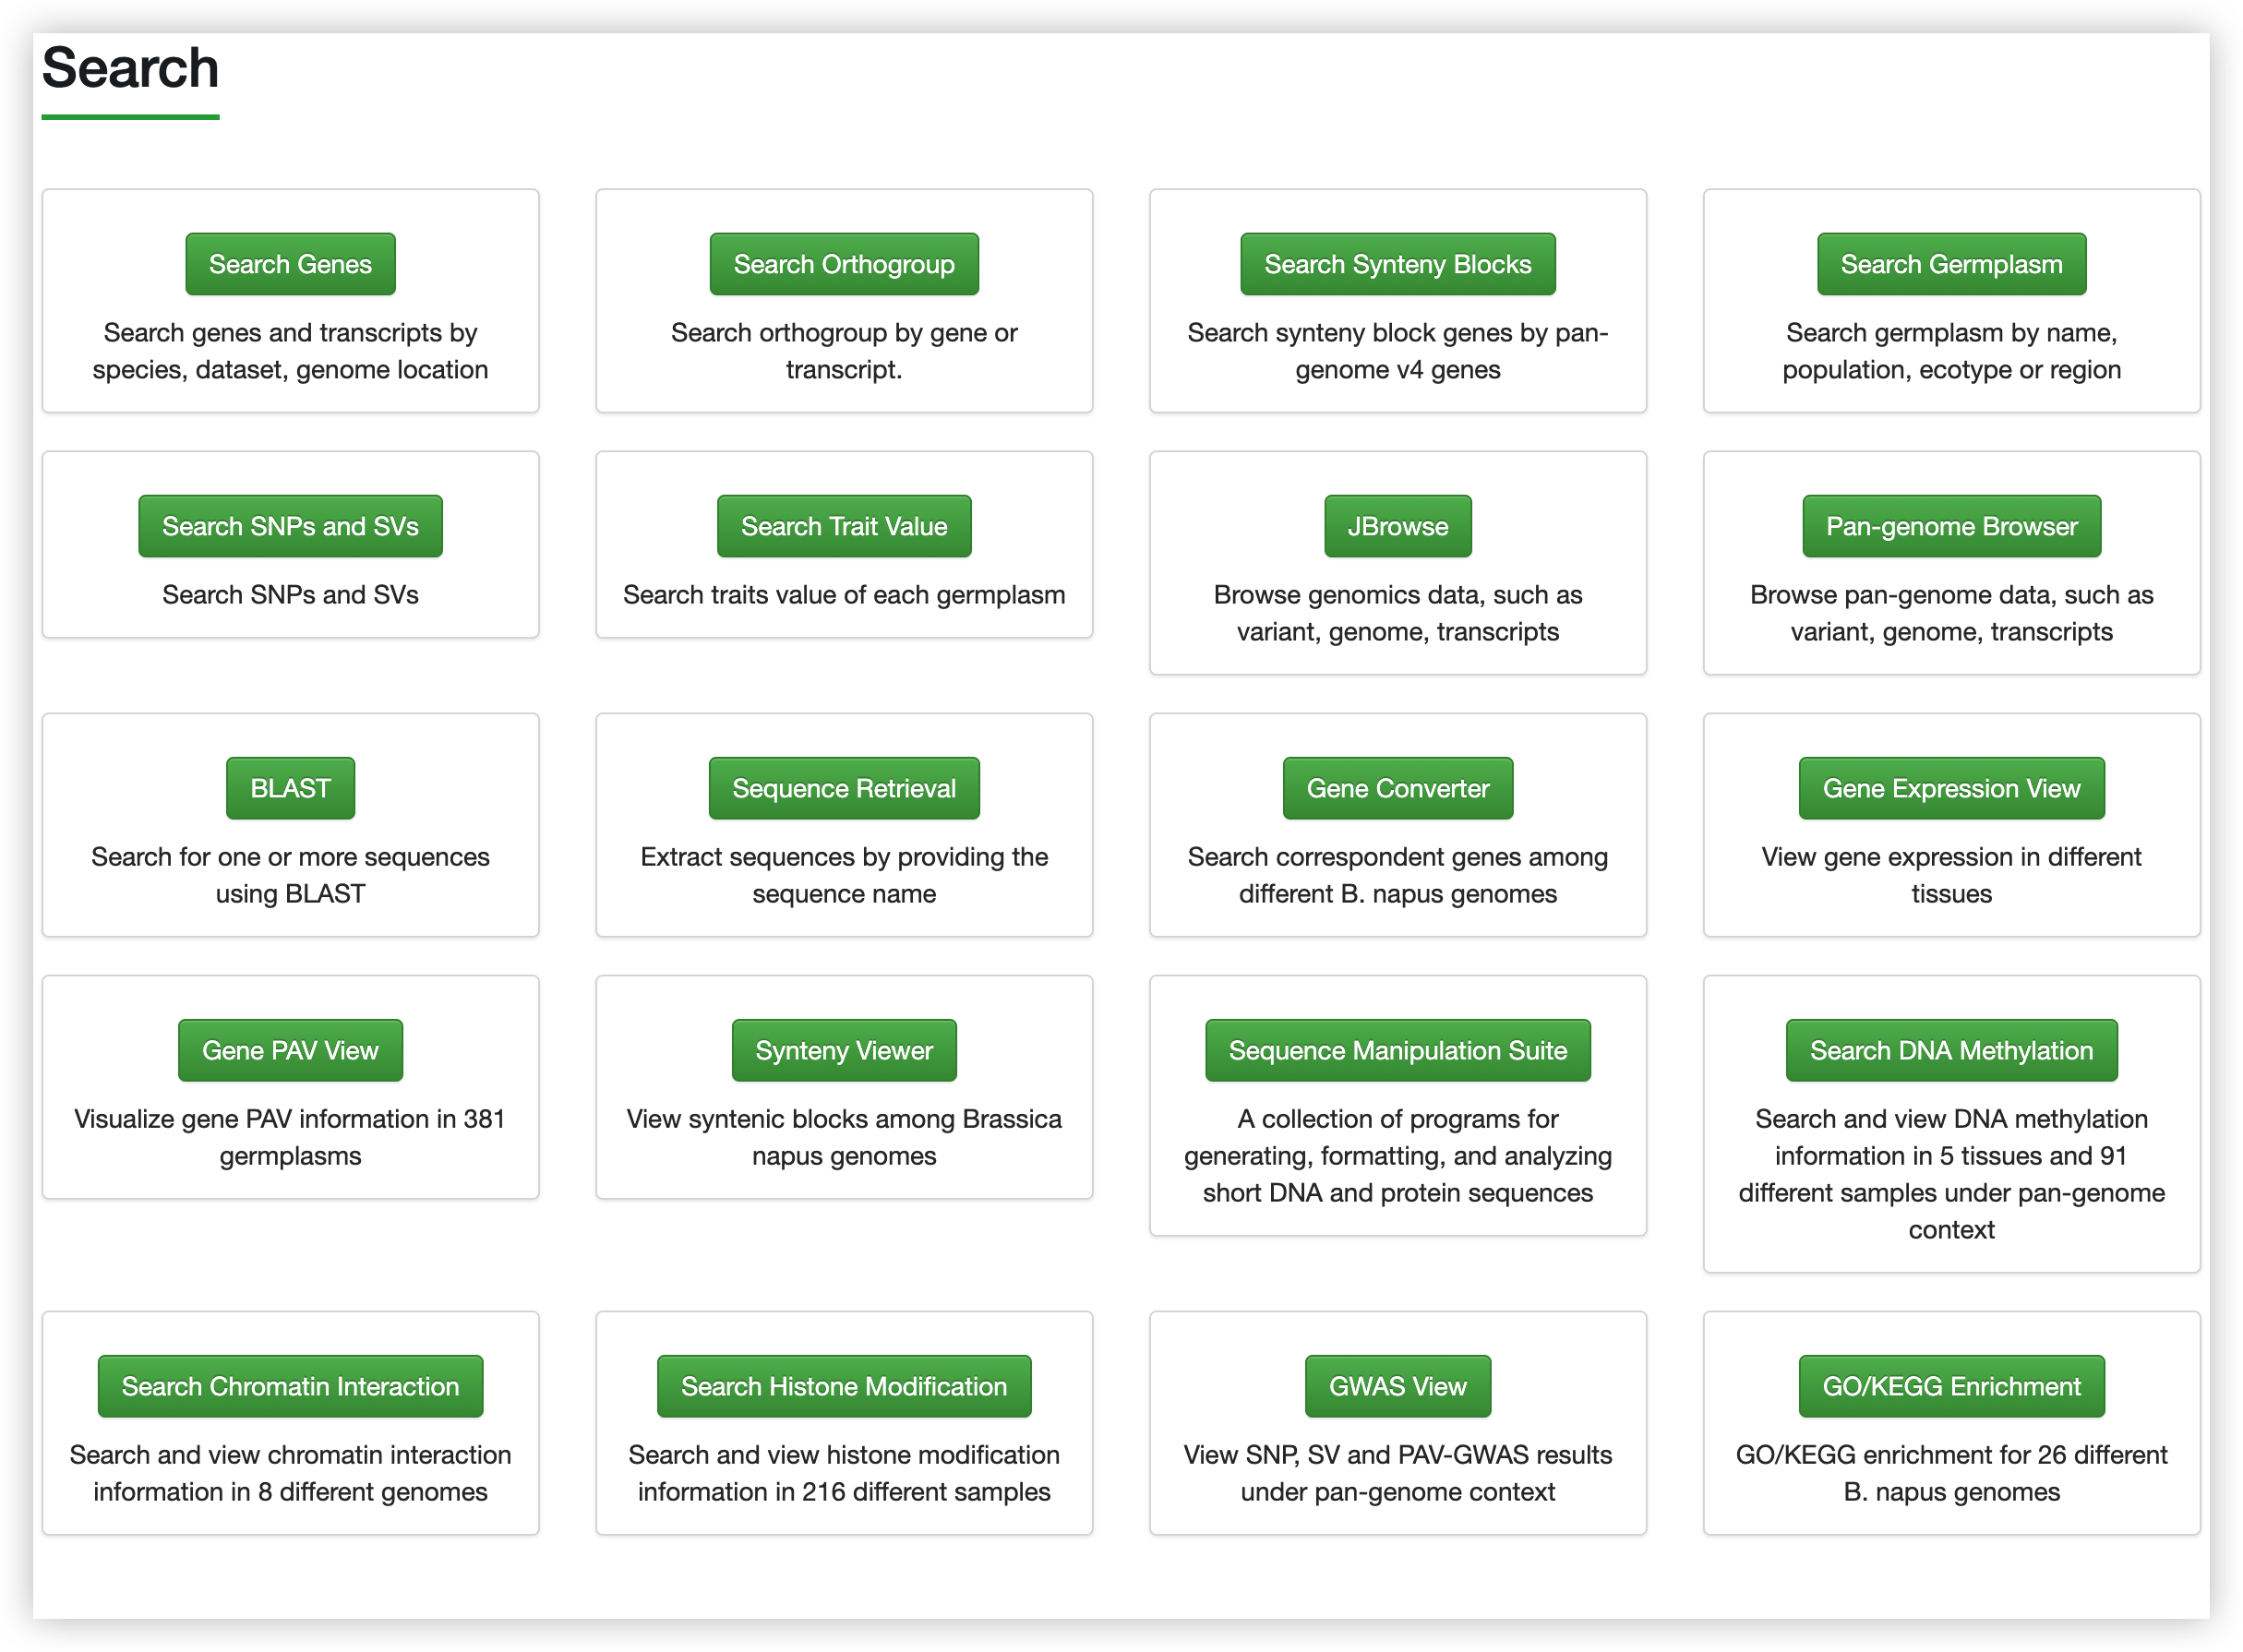 Search
Search Genes
Search genes and transcripts by
species, dataset, genome location
Search Orthogroup
Search orthogroup by gene or
transcript.
Search Synteny Blocks
Search synteny block genes by pan-
genome v4 genes
Search Germplasm
Search germplasm by name,
population, ecotype or region
Search SNPs and SVs
Search SNPs and SVs
Search Trait Value
Search traits value of each germplasm
JBrowse
Browse genomics data, such as
variant, genome, transcripts
Pan-genome Browser
Browse pan-genome data, such as
variant, genome, transcripts
BLAST
Search for one or more sequences
using BLAST
Sequence Retrieval
Extract sequences by providing the
sequence name
Gene Converter
Search correspondent genes among
different B. napus genomes
Gene Expression View
View gene expression in different
tissues
Gene PAV View
Visualize gene PAV information in 381
germplasms
Synteny Viewer
View syntenic blocks among Brassica
napus genomes
Sequence Manipulation Suite
A collection of programs for
generating, formatting, and analyzing
short DNA and protein sequences
Search DNA Methylation
Search and view DNA methylation
information in 5 tissues and 91
different samples under pan-genome
context
Search Chromatin Interaction
Search and view chromatin interaction
information in 8 different genomes
Search Histone Modification
Search and view histone modification
information in 216 different samples
GWAS View
View SNP, SV and PAV-GWAS results
under pan-genome context
GO/KEGG Enrichment
GO/KEGG enrichment for 26 different
B. napus genomes